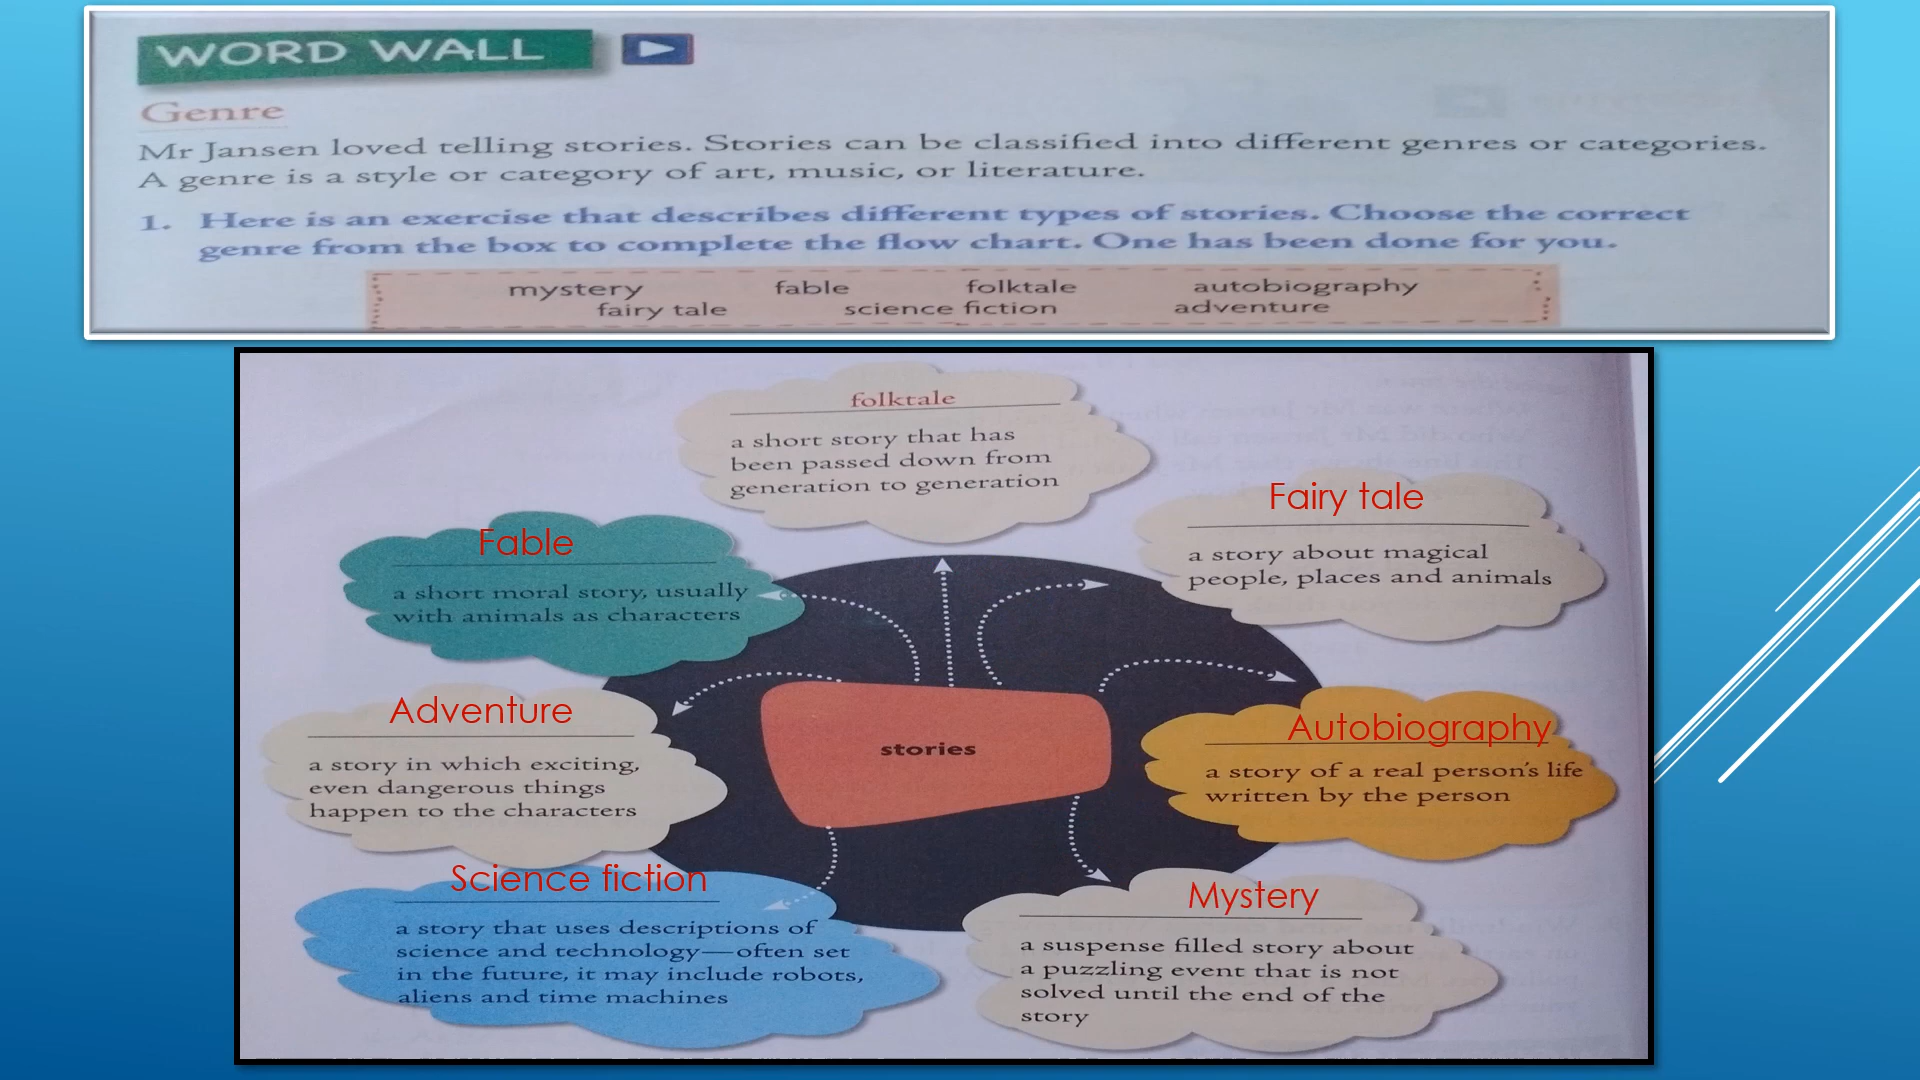 WORD WALL
Genre
Mr Jansen loved telling stories. Stories can be classified into different genres or categories.
A genre is a style or category of art, music, or literature.
1. Here is an exercise that describes different types of stories. Choose the correct
genre from the box to complete the flow chart. One has been done for you.
mystery fable folktale autobiography
fairy tale science fiction adventure
folktale
a short story that has
been passed down from
generation to generation
Fairy tale
a story about magical
people, places and animals
Fable
a short moral story, usually
with animals as characters
Adventure
a story in which exciting,
even dangerous things
happen to the characters
stories
Autobiography
a story of a real person's life
written by the person
Science fiction
a story that uses descriptions of
science and technology—often set
in the future, it may include robots,
aliens and time machines
Mystery
a suspense filled story about
a puzzling event that is not
solved until the end of the
story